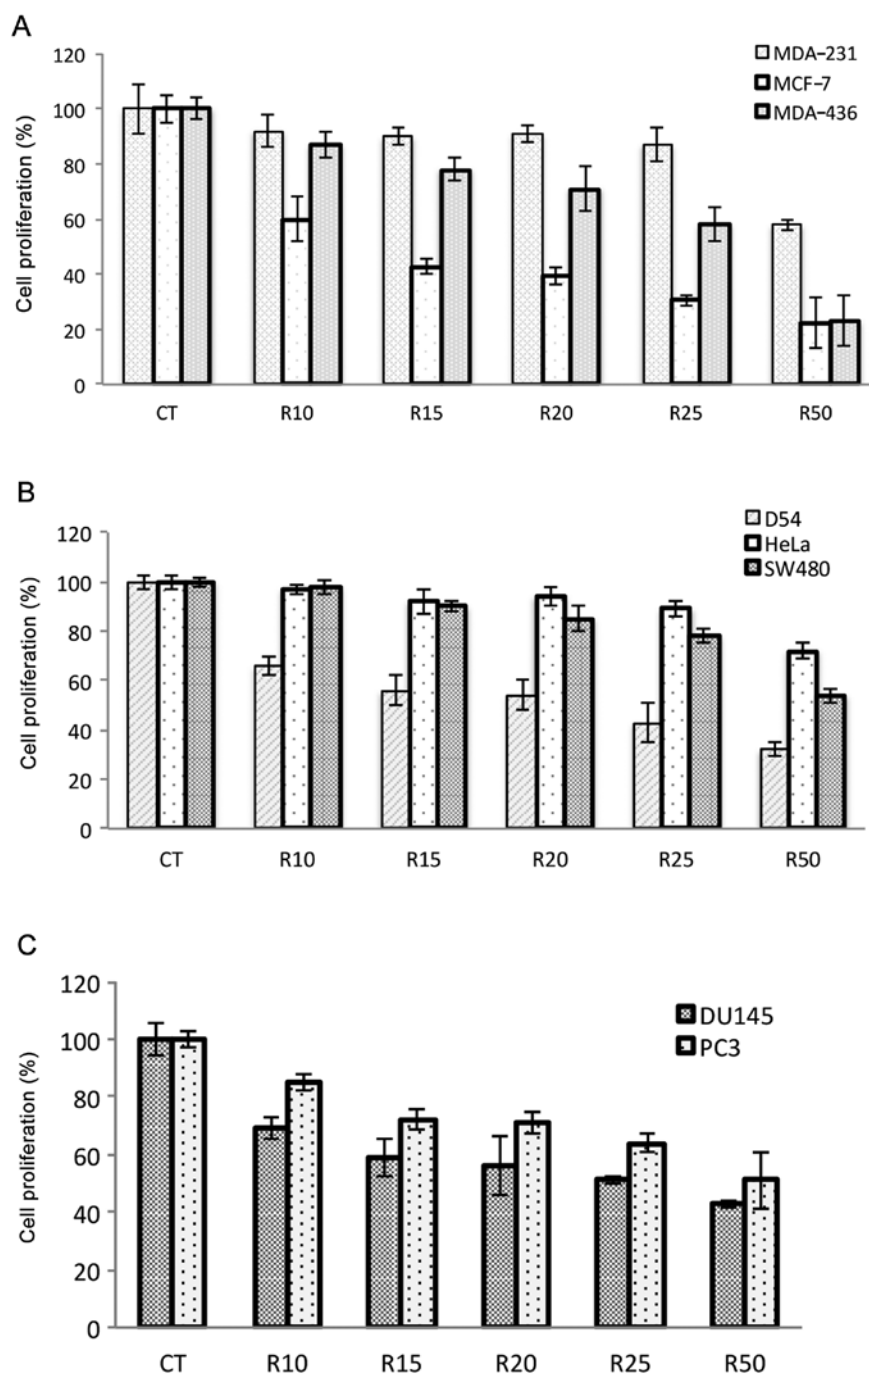 A
Cell proliferation (%)
120
100
80
60
40
20
0
MDA-231
MCF-7
MDA-436
CT R10 R15 R20 R25 R50
B
Cell proliferation (%)
120
100
80
60
40
20
0
D54
HeLa
SW480
CT R10 R15 R20 R25 R50
C
Cell proliferation (%)
120
100
80
60
40
20
0
DU145
PC3
CT R10 R15 R20 R25 R50